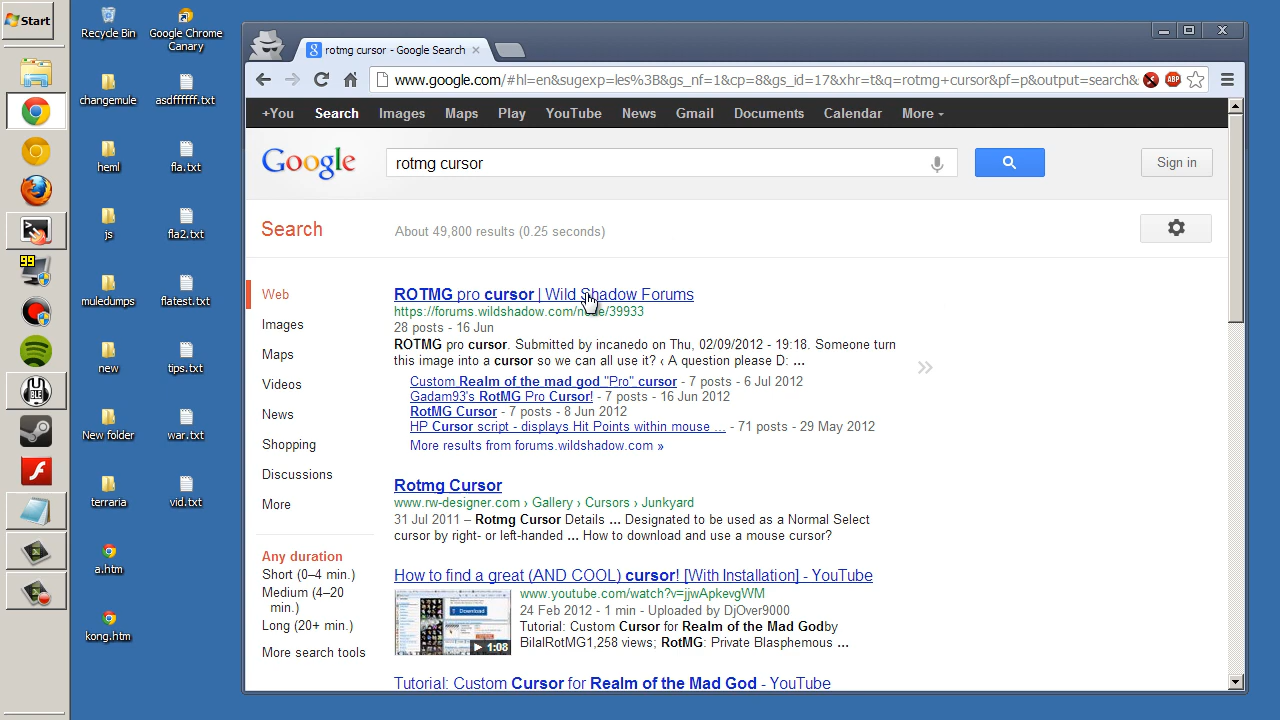 Start
Recycle Bin
Google Chrome
Canary
changemule
asdffffff.txt
heml
fla.txt
js
fla2.txt
muledumps
flatest.txt
new
tips.txt
New folder
war.txt
terraria
vid.txt
a.htm
kong.htm
99
rotmg cursor - Google Search
www.google.com/#hl=en&sugexp=les%3B&gs_nf=1&cp=8&gs_id=17&xhr=t&q=rotmg+cursor&pf=p&output=search&
ABP
+You Search Images Maps Play YouTube News Gmail Documents Calendar More
Google
rotmg cursor
Sign in
Search
About 49,800 results (0.25 seconds)
Web
Images
Maps
Videos
News
Shopping
Discussions
More
Any duration
Short (0–4 min.)
Medium (4–20
min.)
Long (20+ min.)
More search tools
ROTMG pro cursor | Wild Shadow Forums
https://forums.wildshadow.com/node/39933
28 posts - 16 Jun
ROTMG pro cursor. Submitted by incaredo on Thu, 02/09/2012 - 19:18. Someone turn
this image into a cursor so we can all use it? ‹ A question please D: ...
Custom Realm of the mad god "Pro" cursor - 7 posts - 6 Jul 2012
Gadam93's RotMG Pro Cursor! - 7 posts - 16 Jun 2012
RotMG Cursor - 7 posts - 8 Jun 2012
HP Cursor script - displays Hit Points within mouse ... - 71 posts - 29 May 2012
More results from forums.wildshadow.com »
Rotmg Cursor
www.rw-designer.com › Gallery › Cursors › Junkyard
31 Jul 2011 – Rotmg Cursor Details ... Designated to be used as a Normal Select
cursor by right- or left-handed ... How to download and use a mouse cursor?
How to find a great (AND COOL) cursor! [With Installation] - YouTube
www.youtube.com/watch?v=jjwApkevgWM
24 Feb 2012 - 1 min - Uploaded by DjOver9000
Tutorial: Custom Cursor for Realm of the Mad Godby
BilalRotMG1,258 views; RotMG: Private Blasphemous ...
Download
1:08
Tutorial: Custom Cursor for Realm of the Mad God - YouTube